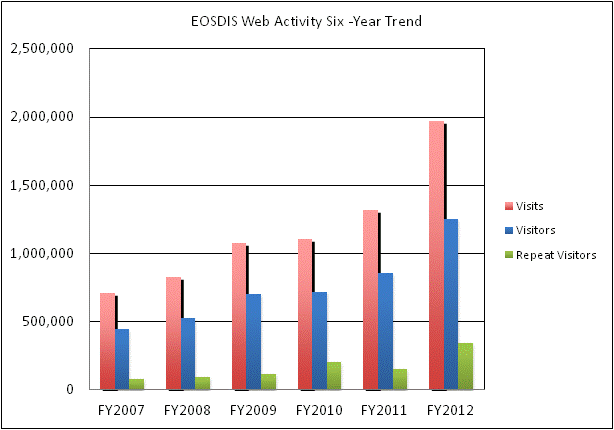 EOSDIS Web Activity Six -Year Trend
2,500,000
2,000,000
1,500,000
1,000,000
500,000
0
FY2007 FY2008 FY2009 FY2010 FY2011 FY2012
Visits
Visitors
Repeat Visitors